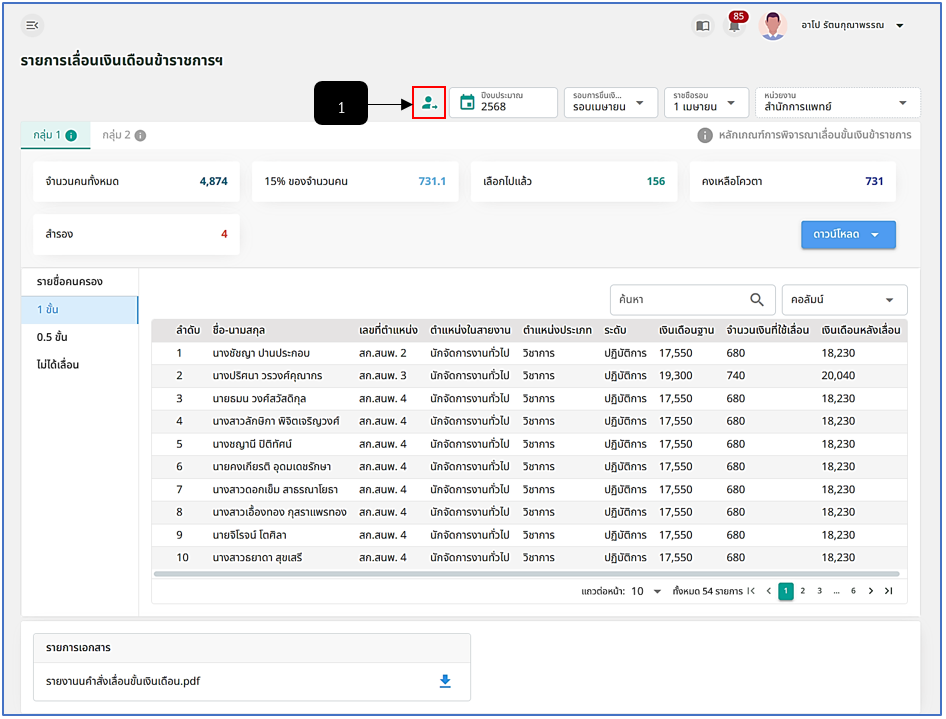 85
อาโป รัตนกุณาพรรณ
รายการเลื่อนเงินเดือนข้าราชการฯ
1
ปีงบประมาณ
2568
รอบการขึ้นเงิ...
รอบเมษายน
รายชื่อรอบ
1 เมษายน
หน่วยงาน
สำนักการแพทย์
กลุ่ม 1
กลุ่ม 2
หลักเกณฑ์การพิจารณาเลื่อนขั้นเงินข้าราชการ
จำนวนคนทั้งหมด 4,874
15% ของจำนวนคน 731.1
เลือกไปแล้ว 156
คงเหลือโควตา 731
สำรอง 4
ดาวน์โหลด
รายชื่อคนครอง
1 ขั้น
0.5 ขั้น
ไม่ได้เลื่อน
ค้นหา
คอลัมน์
ลำดับ ชื่อ-นามสกุล เลขที่ตำแหน่ง ตำแหน่งในสายงาน ตำแหน่งประเภท ระดับ เงินเดือนฐาน จำนวนเงินที่ใช้เลื่อน เงินเดือนหลังเลื่อน
1 นางชัชญา ปานประกอบ สก.สนพ. 2 นักจัดการงานทั่วไป วิชาการ ปฏิบัติการ 17,550 680 18,230
2 นางปริศนา วรวงศ์คุณากร สก.สนพ. 3 นักจัดการงานทั่วไป วิชาการ ปฏิบัติการ 19,300 740 20,040
3 นายธมน วงศ์สวัสดิกุล สก.สนพ. 4 นักจัดการงานทั่วไป วิชาการ ปฏิบัติการ 17,550 680 18,230
4 นางสาวลักษิกา พิจิตเจริญวงศ์ สก.สนพ. 4 นักจัดการงานทั่วไป วิชาการ ปฏิบัติการ 17,550 680 18,230
5 นางชญานี ปิติทัศน์ สก.สนพ. 4 นักจัดการงานทั่วไป วิชาการ ปฏิบัติการ 17,550 680 18,230
6 นายคงเกียรติ อุดมเดชรักษา สก.สนพ. 4 นักจัดการงานทั่วไป วิชาการ ปฏิบัติการ 17,550 680 18,230
7 นางสาวดอกเข็ม สาธรณาโยธา สก.สนพ. 4 นักจัดการงานทั่วไป วิชาการ ปฏิบัติการ 17,550 680 18,230
8 นางสาวเอื้องทอง กุสราแพรทอง สก.สนพ. 4 นักจัดการงานทั่วไป วิชาการ ปฏิบัติการ 17,550 680 18,230
9 นายจิโรจน์ โตศิลา สก.สนพ. 4 นักจัดการงานทั่วไป วิชาการ ปฏิบัติการ 17,550 680 18,230
10 นางสาวธยาดา สุขเสรี สก.สนพ. 4 นักจัดการงานทั่วไป วิชาการ ปฏิบัติการ 17,550 680 18,230
แถวต่อหน้า: 10 ทั้งหมด 54 รายการ 1 2 3 ... 6
รายการเอกสาร
รายงานนคำสั่งเลื่อนขั้นเงินเดือน.pdf